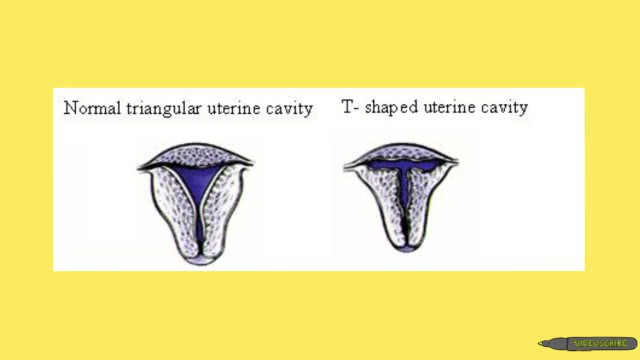 Normal triangular uterine cavity
T- shaped uterine cavity
VIDEOSCRIBE